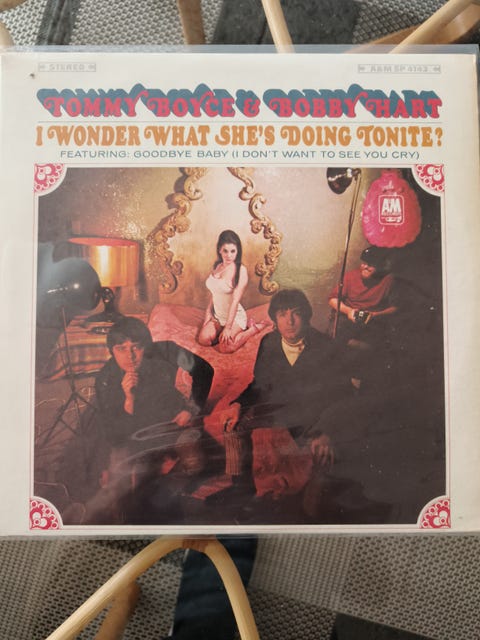 STEREO
A&M SP 4143
TOMMY BOYCE & BOBBY HART
I WONDER WHAT SHE'S DOING TONITE?
FEATURING: GOODBYE BABY (I DON'T WANT TO SEE YOU CRY)
A&M